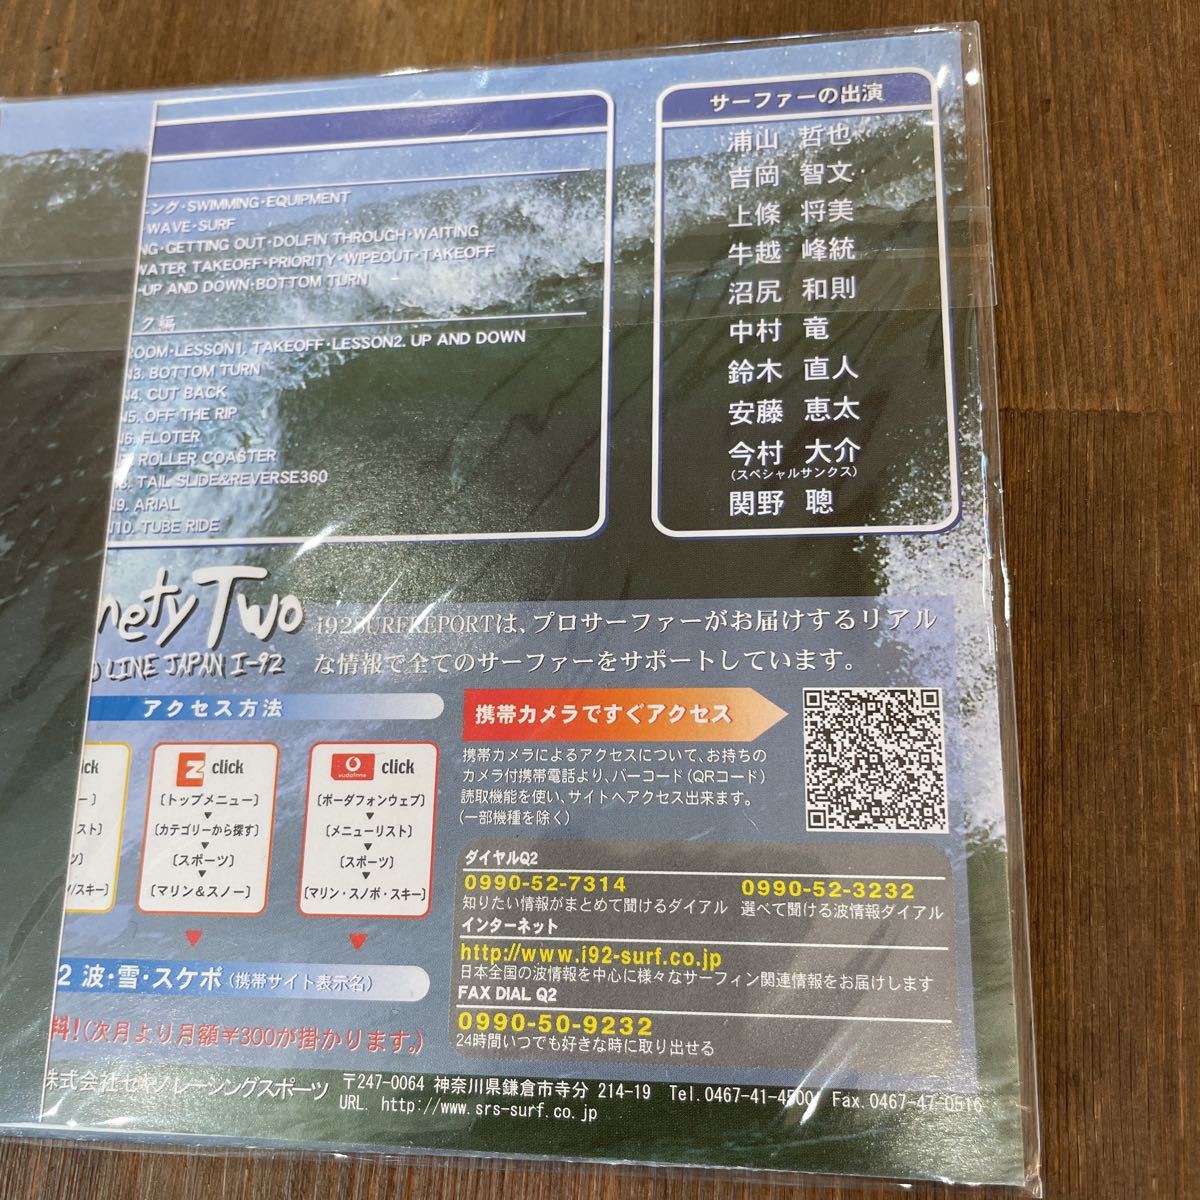 ニング・SWIMMING・EQUIPMENT
WAVE・SURF
NG・GETTING OUT・DOLFIN THROUGH・WAITING
WATER TAKEOFF・PRIORITY・WIPEOUT・TAKEOFF
-UP AND DOWN・BOTTOM TURN
ク編
ROOM・LESSON1. TAKEOFF・LESSON2. UP AND DOWN
N3. BOTTOM TURN
N4. CUT BACK
N5. OFF THE RIP
N6. FLOTER
ROLLER COASTER
8. TAIL SLIDE&REVERSE360
N9. ARIAL
N10. TUBE RIDE
サーファーの出演
浦山 哲也
吉岡 智文
上條 将美
牛越 峰統
沼尻 和則
中村 竜
鈴木 直人
安藤 恵太
今村 大介
(スペシャルサンクス)
関野 聰
nety Two
LINE JAPAN I-92
i92SURFREPORTは、プロサーファーがお届けするリアル
な情報で全てのサーファーをサポートしています。
アクセス方法
ick
ー〕
スト〕
ツ〕
/スキー〕
Z click
〔トップメニュー〕
〔カテゴリーから探す〕
〔スポーツ〕
〔マリン&スノー〕
vodafone click
〔ボーダフォンウェブ〕
〔メニューリスト〕
〔スポーツ〕
〔マリン・スノボ・スキー〕
2 波・雪・スケボ(携帯サイト表示名)
料!(次月より月額¥300が掛かります。)
携帯カメラですぐアクセス
携帯カメラによるアクセスについて、お持ちの
カメラ付携帯電話より、バーコード(QRコード)
読取機能を使い、サイトへアクセス出来ます。
(一部機種を除く)
ダイヤルQ2
0990-52-7314 0990-52-3232
知りたい情報がまとめて聞けるダイアル 選べて聞ける波情報ダイアル
インターネット
http://www.i92-surf.co.jp
日本全国の波情報を中心に様々なサーフィン関連情報をお届けします
FAX DIAL Q2
0990-50-9232
24時間いつでも好きな時に取り出せる
株式会社セキノレーシングスポーツ 〒247-0064 神奈川県鎌倉市寺分 214-19 Tel. 0467-41-4500 Fax. 0467-47-0516
URL. http://www.srs-surf.co.jp